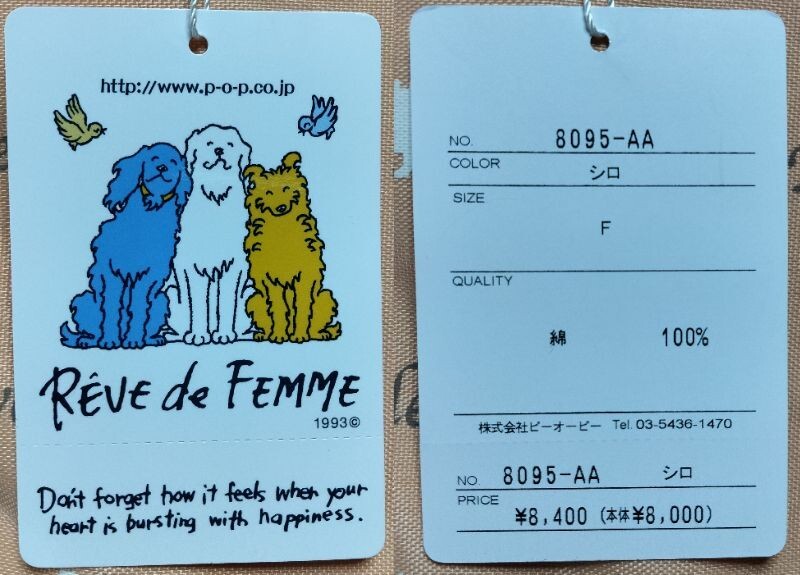 http://www.p-o-p.co.jp
RÊVE de FEMME
1993©
Don't forget how it feels when your
heart is bursting with happiness.
NO. 8095-AA
COLOR シロ
SIZE
F
QUALITY
綿 100%
株式会社ピーオーピー Tel. 03-5436-1470
NO. 8095-AA シロ
PRICE ¥8,400 (本体¥8,000)